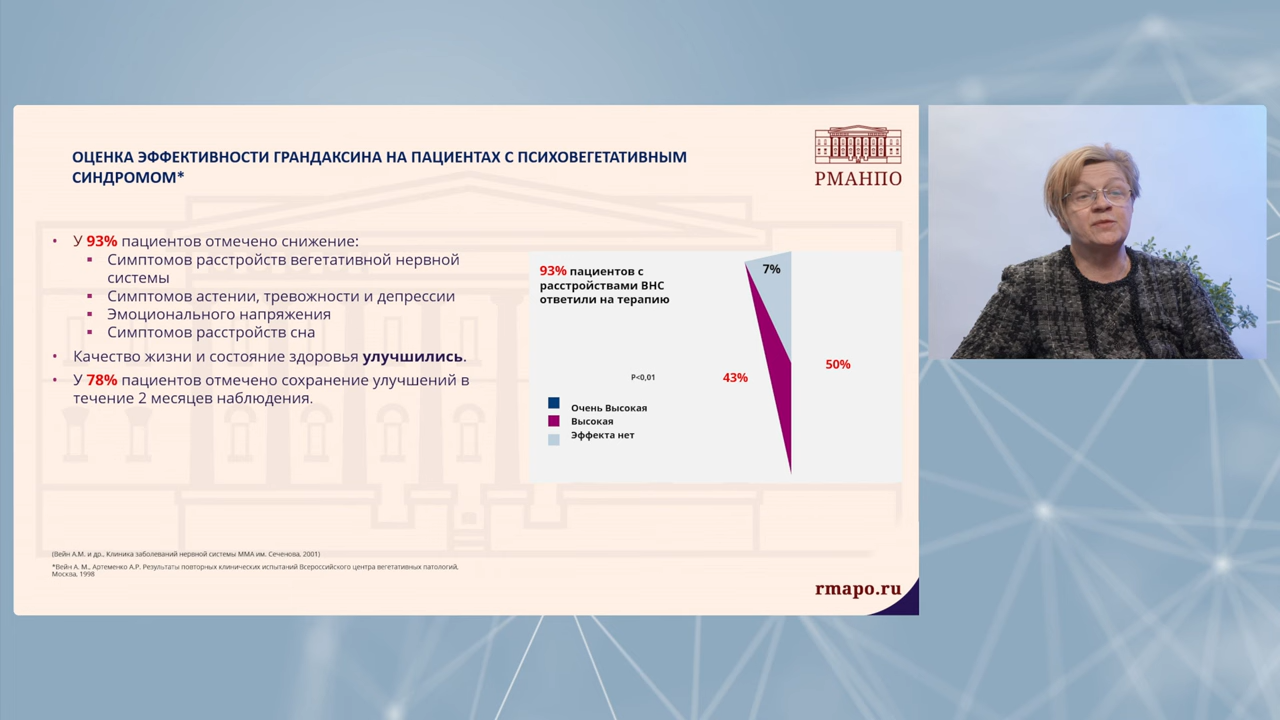 ОЦЕНКА ЭФФЕКТИВНОСТИ ГРАНДАКСИНА НА ПАЦИЕНТАХ С ПСИХОВЕГЕТАТИВНЫМ
СИНДРОМОМ*
РМАНПО
• У 93% пациентов отмечено снижение:
▪ Симптомов расстройств вегетативной нервной
системы
▪ Симптомов астении, тревожности и депрессии
▪ Эмоционального напряжения
▪ Симптомов расстройств сна
• Качество жизни и состояние здоровья улучшились.
• У 78% пациентов отмечено сохранение улучшений в
течение 2 месяцев наблюдения.
93% пациентов с
расстройствами ВНС
ответили на терапию
7%
50%
43%
P<0,01
Очень Высокая
Высокая
Эффекта нет
(Вейн А.М. и др., Клиника заболеваний нервной системы ММА им. Сеченова, 2001)
*Вейн А. М., Артеменко А.Р. Результаты повторных клинических испытаний Всероссийского центра вегетативных патологий,
Москва, 1998
rmapo.ru